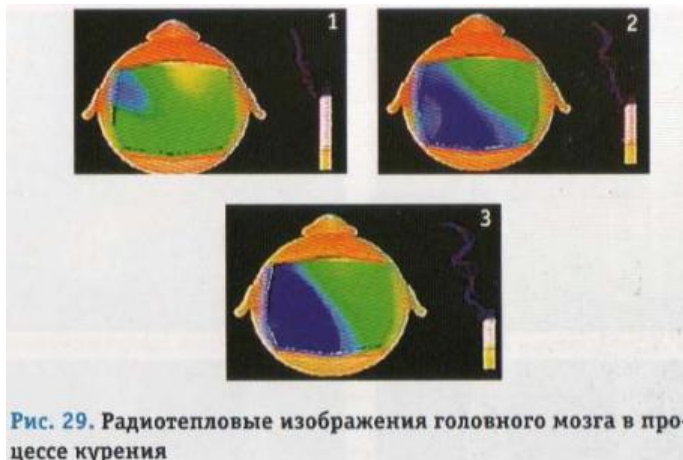 1
2
3
Рис. 29. Радиотепловые изображения головного мозга в про-
цессе курения